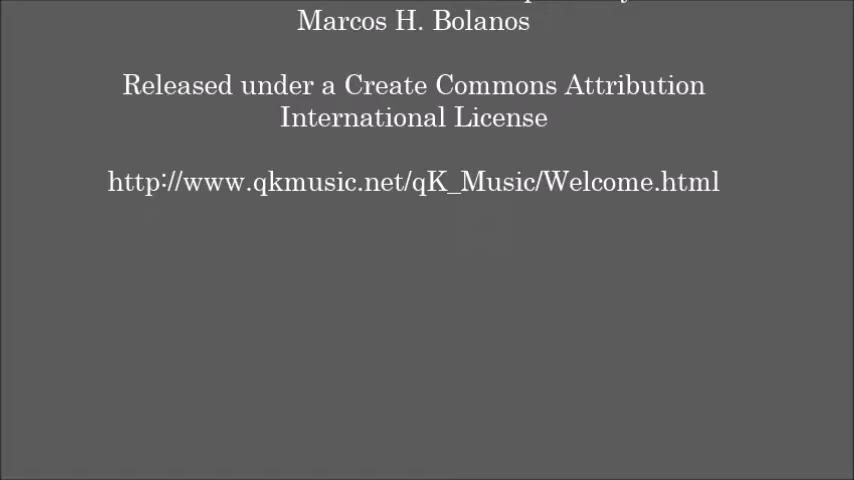 Marcos H. Bolanos
Released under a Create Commons Attribution
International License
http://www.qkmusic.net/qK_Music/Welcome.html